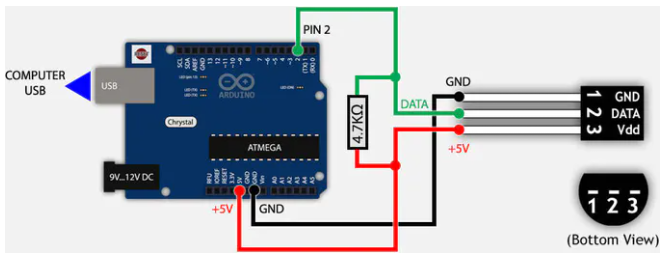 PIN 2
COMPUTER
USB
USB
SCL
SDA
AREF
GND
13
12
~11
~10
~9
8
7
~6
~5
4
~3
2
(TX) 1
(RX) 0
ARDUINO
Chrystal
ATMEGA
9V...12V DC
RFU
IOREF
RESET
3.3V
5V
GND
GND
Vin
A0
A1
A2
A3
A4
A5
+5V
GND
4.7KΩ
DATA
GND
+5V
1 GND
2 DATA
3 Vdd
1 2 3
(Bottom View)